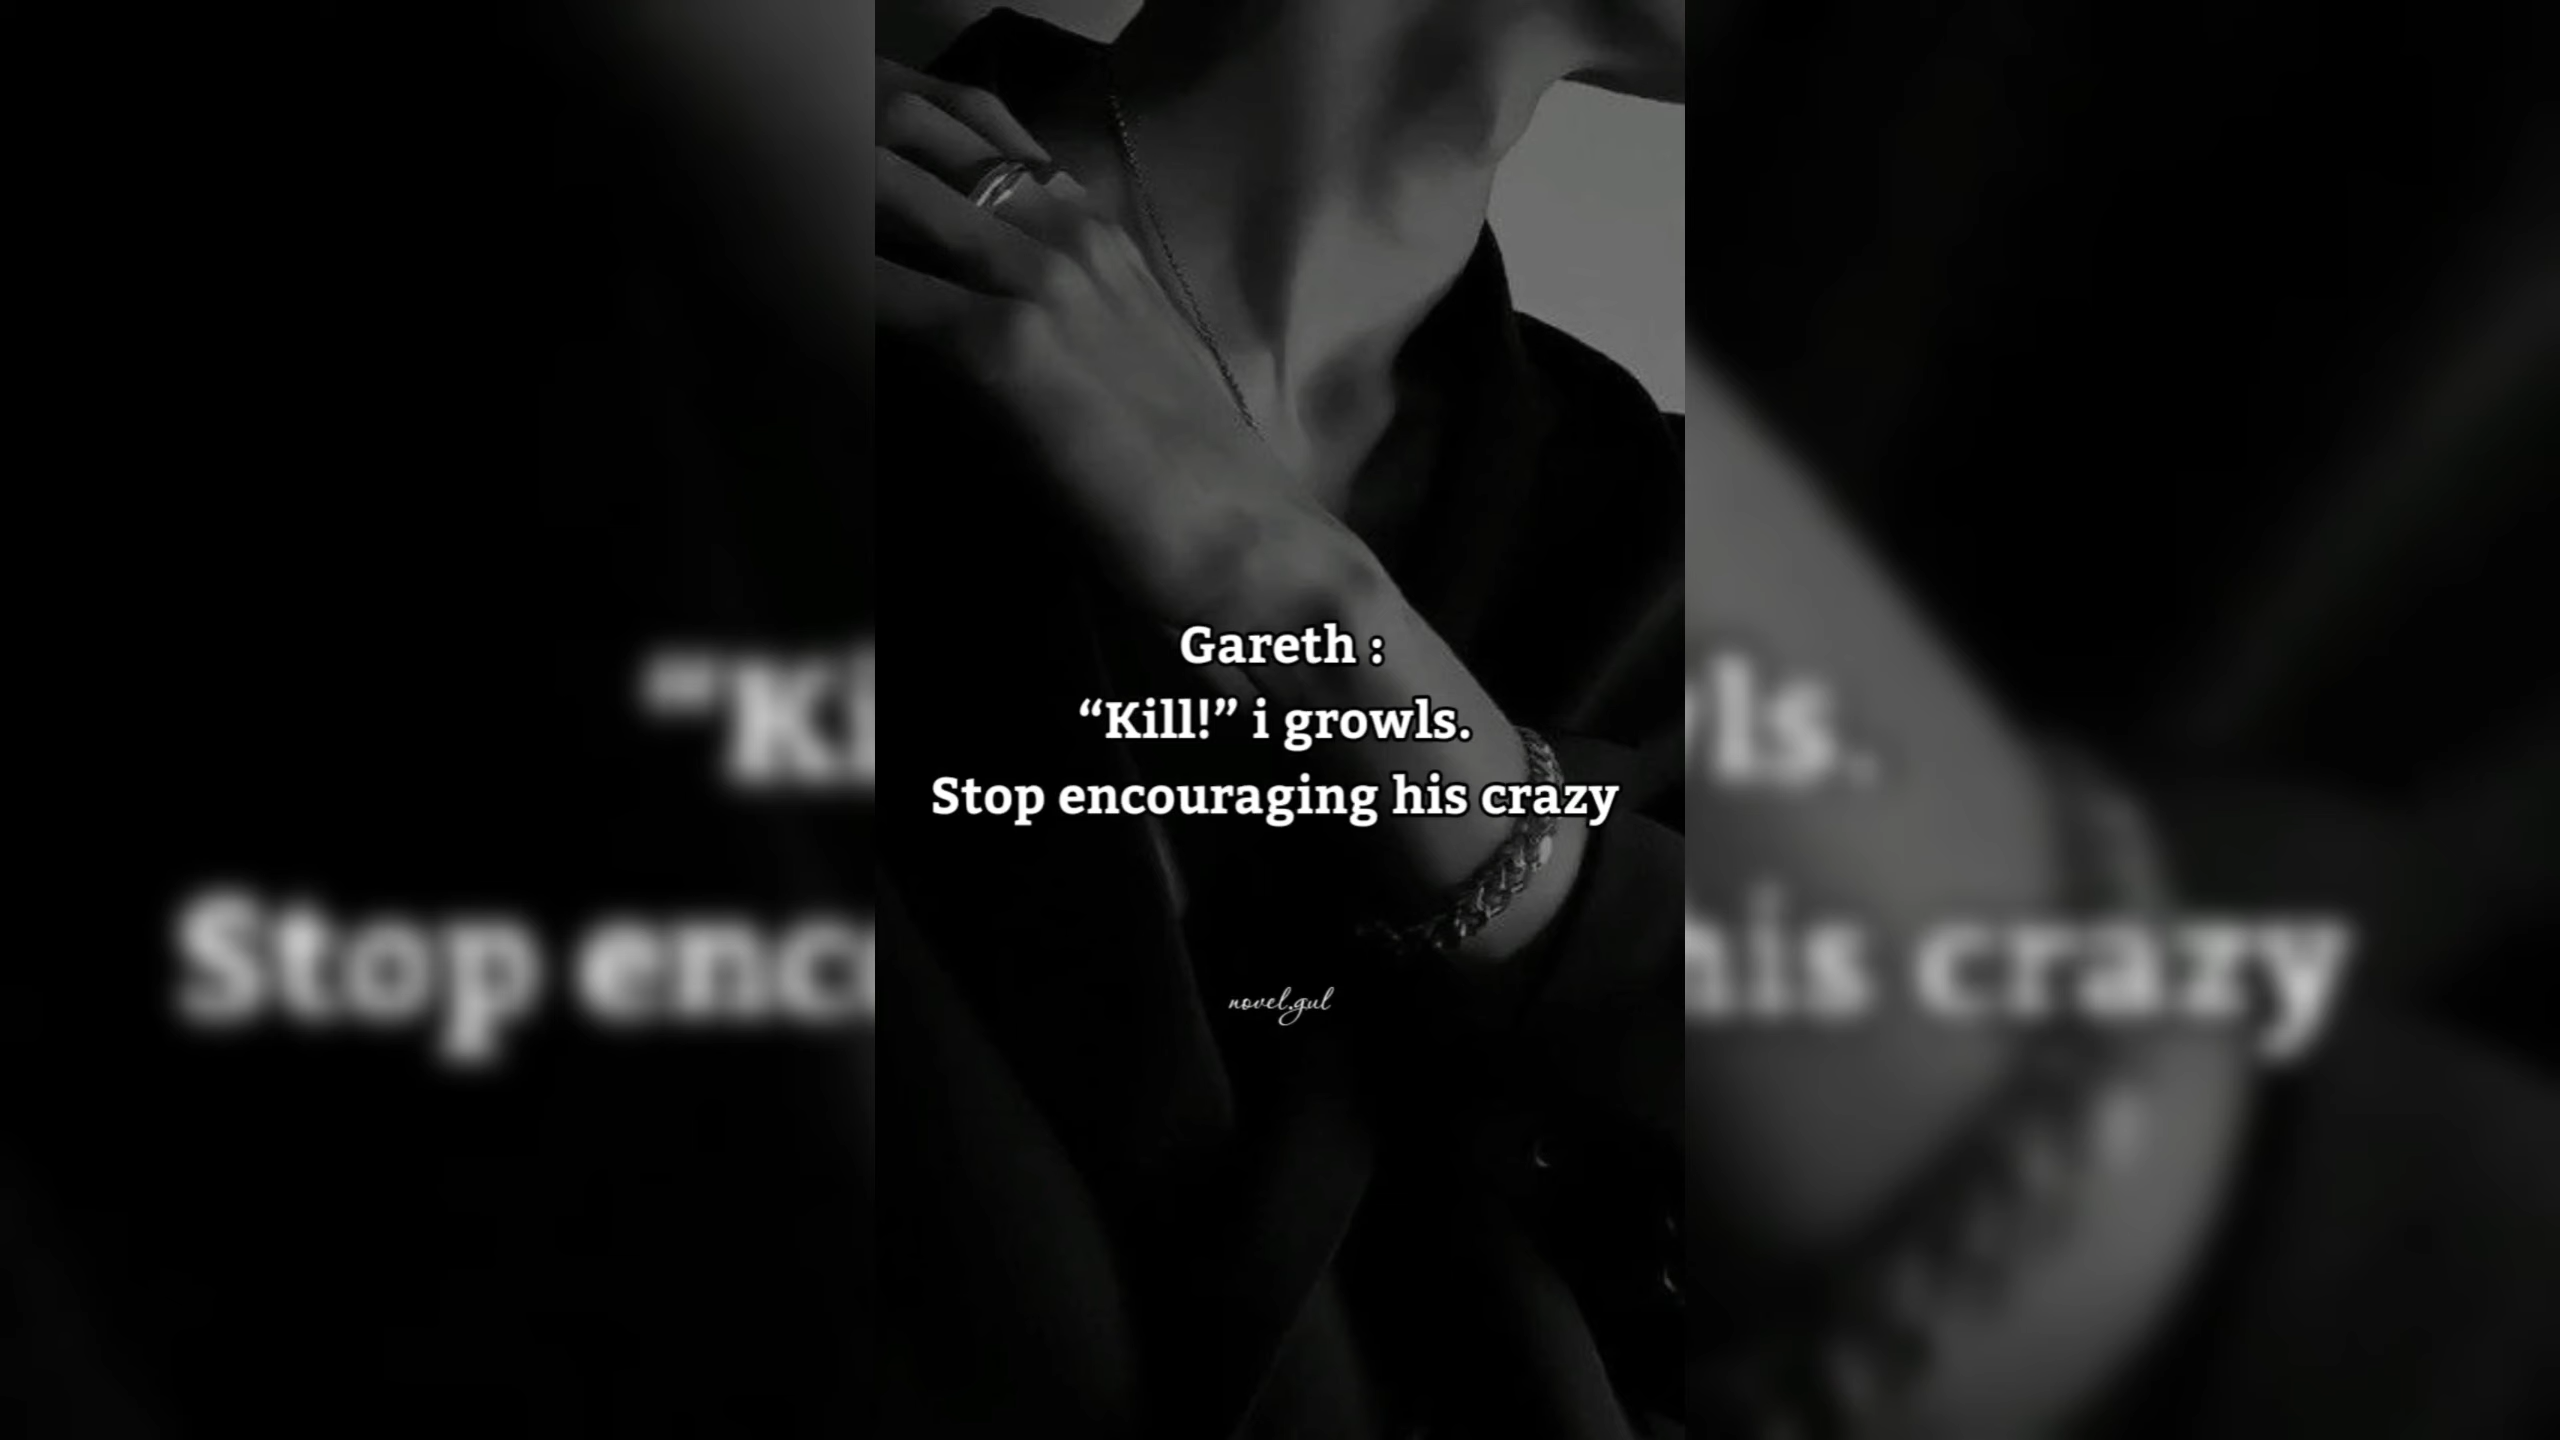 Gareth :
“Kill!” i growls.
Stop encouraging his crazy
novel.gul